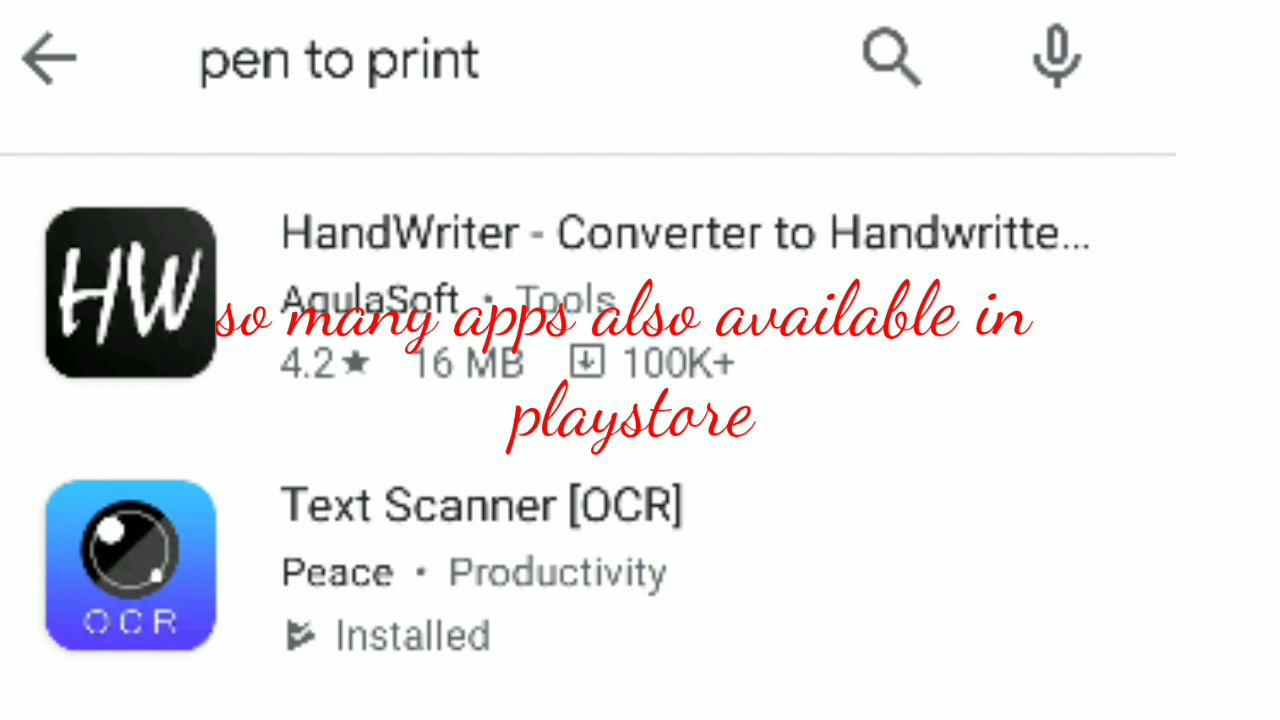 pen to print
HandWriter - Converter to Handwritte...
HW
AqulaSoft • Tools
so many apps also available in
4.2★ 16 MB 100K+
playstore
Text Scanner [OCR]
Peace • Productivity
OCR
Installed